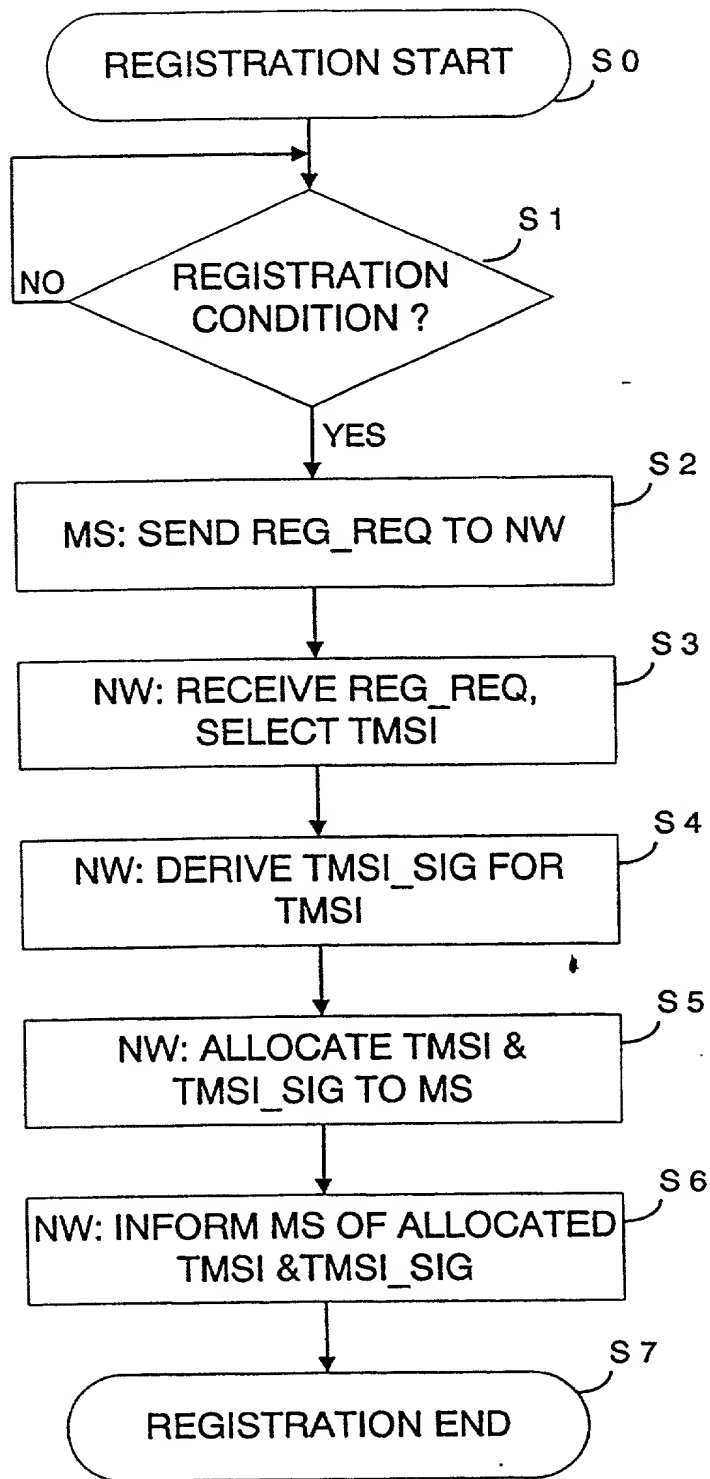 REGISTRATION START
S 0
S 1
REGISTRATION
CONDITION ?
NO
YES
S 2
MS: SEND REG_REQ TO NW
S 3
NW: RECEIVE REG_REQ,
SELECT TMSI
S 4
NW: DERIVE TMSI_SIG FOR
TMSI
S 5
NW: ALLOCATE TMSI &
TMSI_SIG TO MS
S 6
NW: INFORM MS OF ALLOCATED
TMSI &TMSI_SIG
S 7
REGISTRATION END